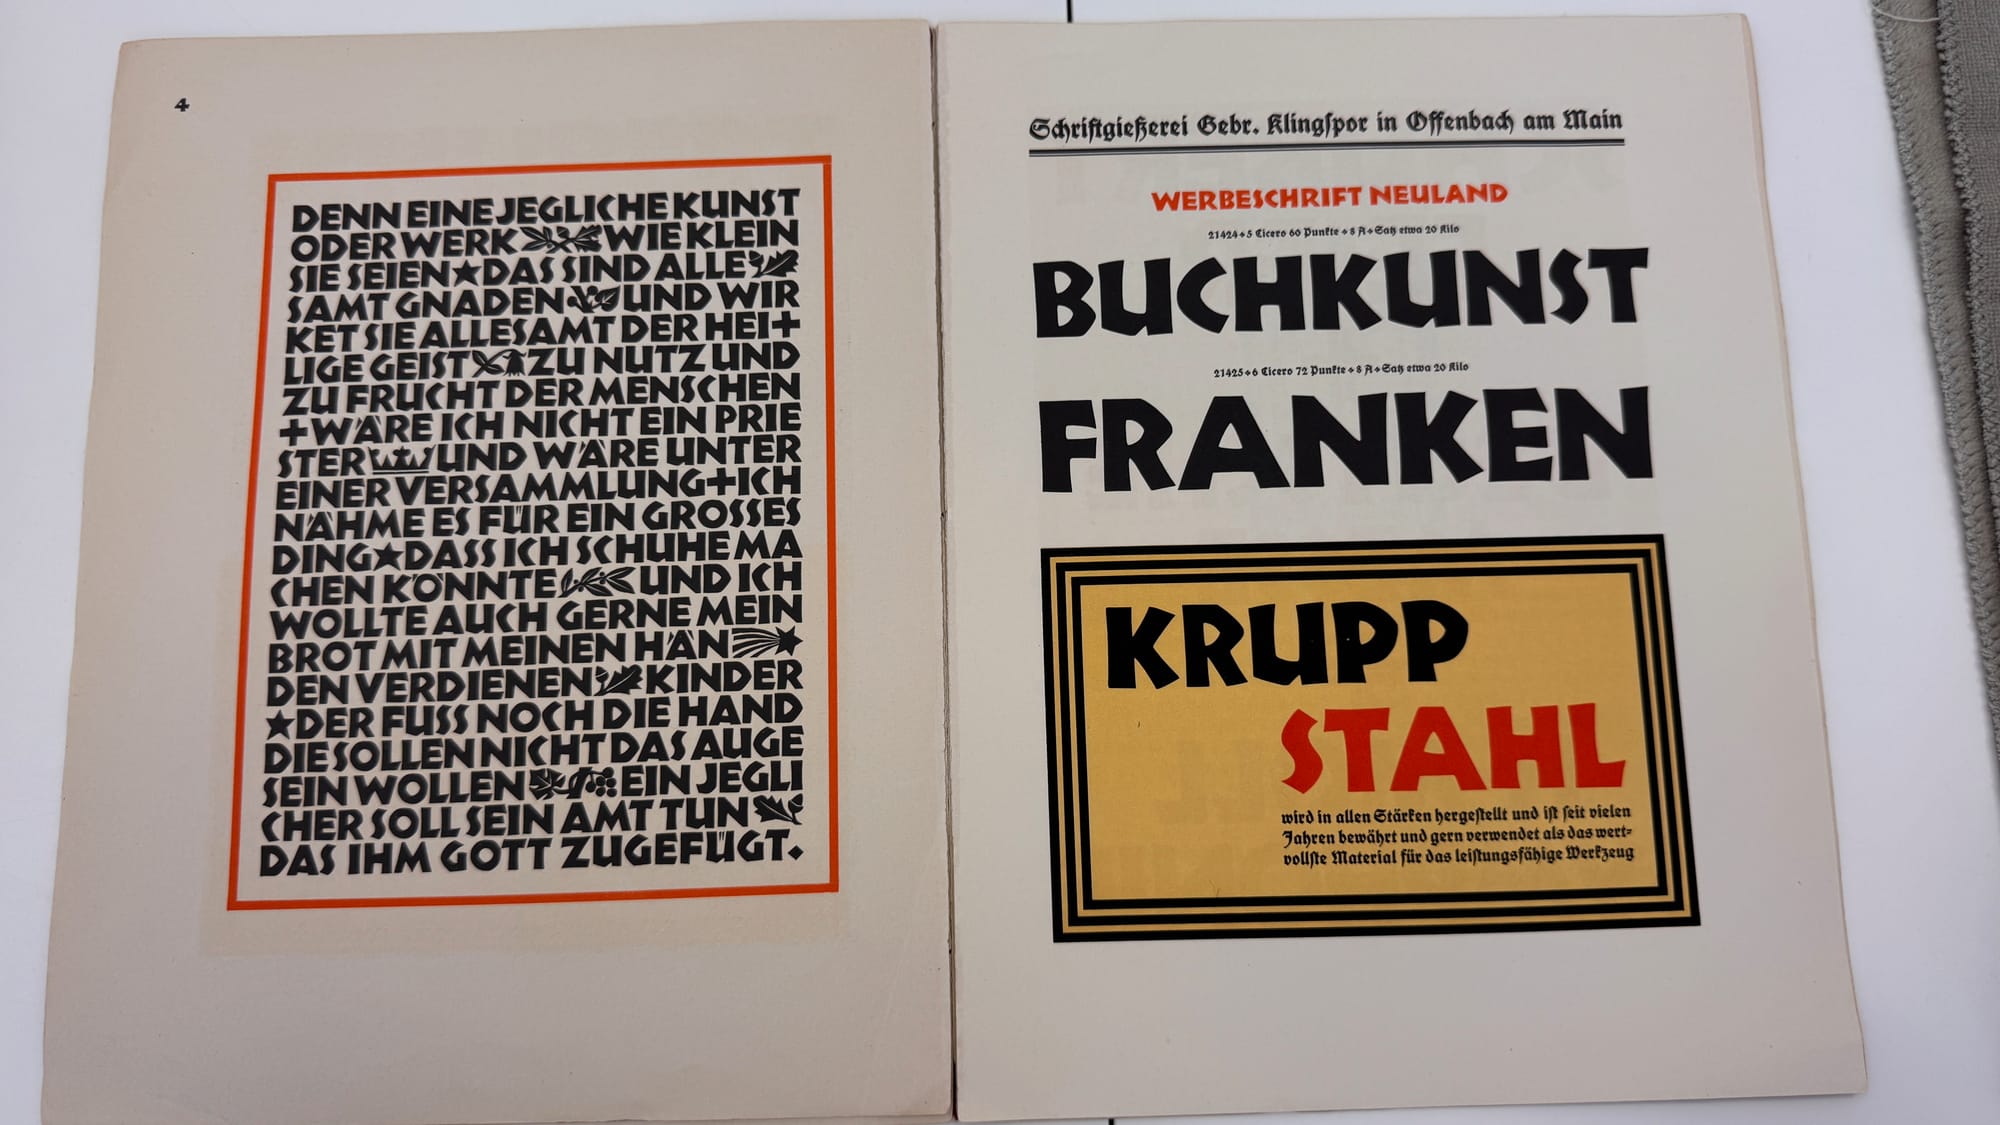 4
DENN EINE JEGLICHE KUNST
ODER WERK WIE KLEIN
SIE SEIEN★DAS SIND ALLE
SAMT GNADEN UND WIR
KET SIE ALLESAMT DER HEI+
LIGE GEIST ZU NUTZ UND
ZU FRUCHT DER MENSCHEN
+WÄRE ICH NICHT EIN PRIE
STER UND WÄRE UNTER
EINER VERSAMMLUNG+ICH
NÄHME ES FÜR EIN GROSSES
DING★DASS ICH SCHUHE MA
CHEN KÖNNTE UND ICH
WOLLTE AUCH GERNE MEIN
BROT MIT MEINEN HÄN
DEN VERDIENEN KINDER
★DER FUSS NOCH DIE HAND
DIE SOLLEN NICHT DAS AUGE
SEIN WOLLEN EIN JEGLI
CHER SOLL SEIN AMT TUN
DAS IHM GOTT ZUGEFÜGT.
Schriftgießerei Gebr. Klingſpor in Offenbach am Main
WERBESCHRIFT NEULAND
21424 + 5 Cicero 60 Punkte + 8 A + Satz etwa 20 Kilo
BUCHKUNST
21425 + 6 Cicero 72 Punkte + 8 A + Satz etwa 20 Kilo
FRANKEN
KRUPP
STAHL
wird in allen Stärken hergeſtellt und iſt ſeit vielen
Jahren bewährt und gern verwendet als das wert-
vollſte Material für das leiſtungsfähige Werkzeug